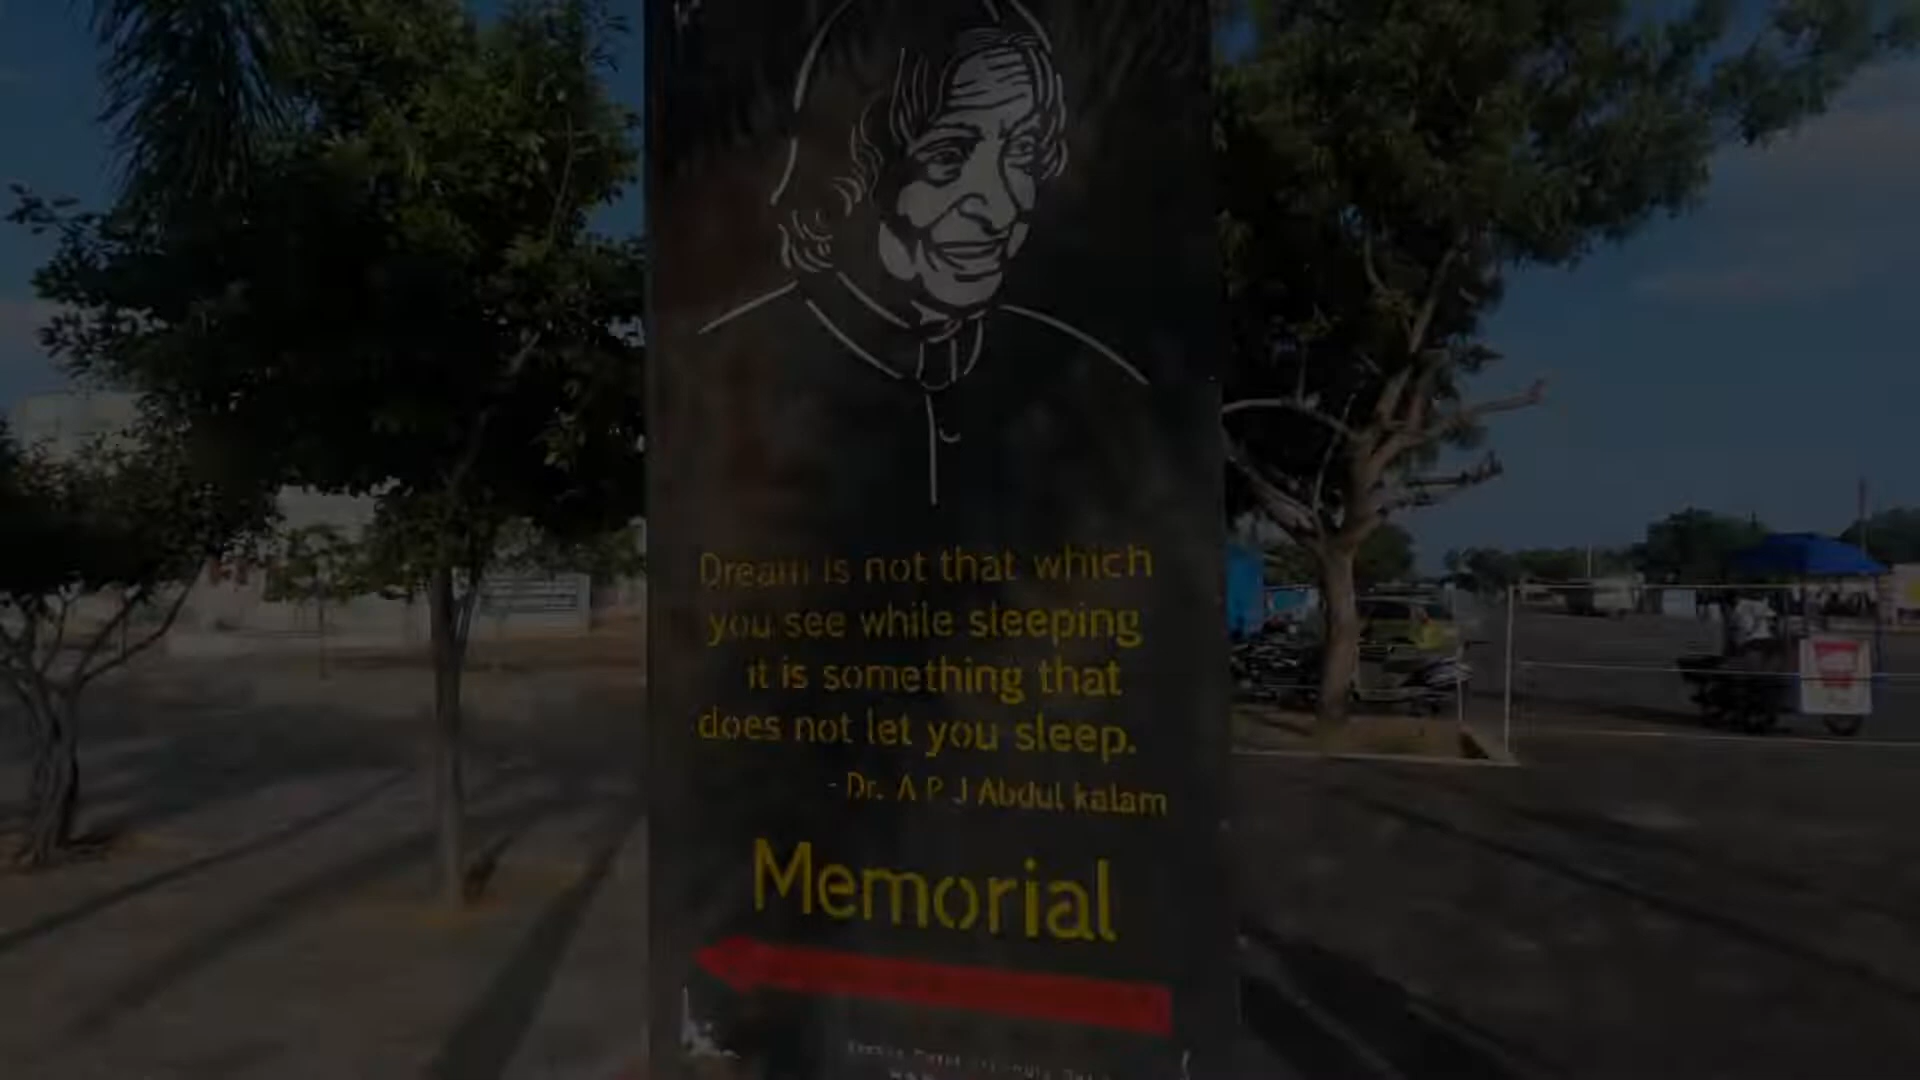 Dream is not that which
you see while sleeping
it is something that
does not let you sleep.
- Dr. A P J Abdul kalam
Memorial